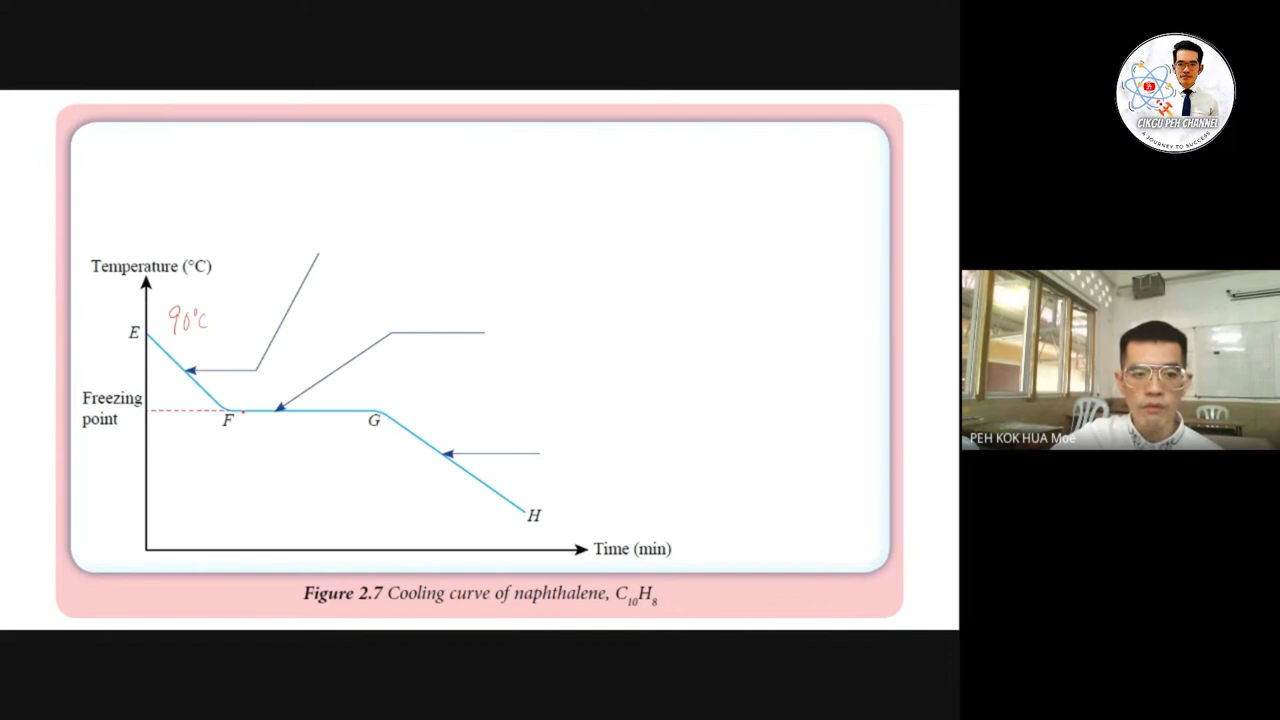 CIKGU PEH CHANNEL
A JOURNEY TO SUCCESS
Temperature (°C)
90°C
E
Freezing
point
F
G
H
Time (min)
PEH KOK HUA Moe
Figure 2.7 Cooling curve of naphthalene, C₁₀H₈